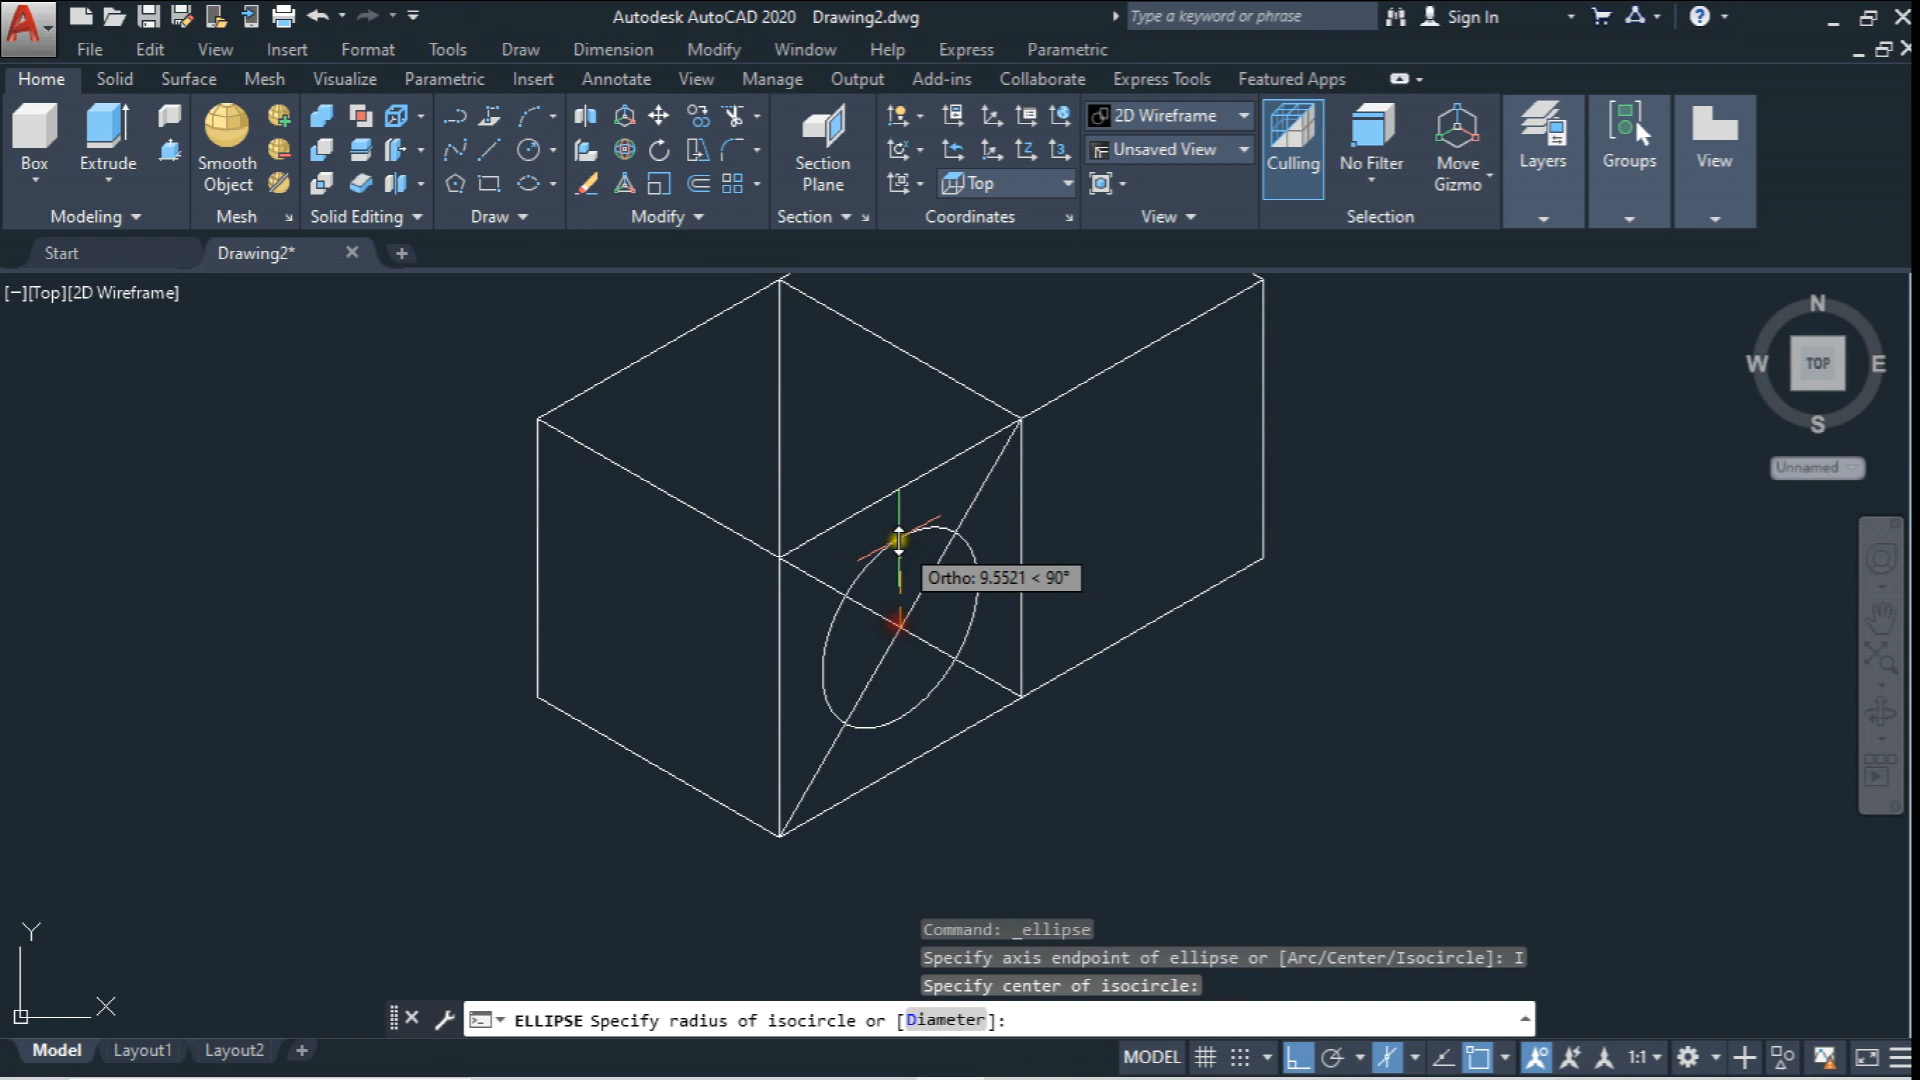 Autodesk AutoCAD 2020 Drawing2.dwg
Type a keyword or phrase
Sign In
File Edit View Insert Format Tools Draw Dimension Modify Window Help Express Parametric
Home Solid Surface Mesh Visualize Parametric Insert Annotate View Manage Output Add-ins Collaborate Express Tools Featured Apps
2D Wireframe
Unsaved View
Top
Box
Extrude
Smooth
Object
Section
Plane
Culling
No Filter
Move
Gizmo
Layers
Groups
View
Modeling
Mesh
Solid Editing
Draw
Modify
Section
Coordinates
View
Selection
Start
Drawing2*
[−][Top][2D Wireframe]
N
W
TOP
E
S
Unnamed
Ortho: 9.5521 < 90°
Y
X
Command: _ellipse
Specify axis endpoint of ellipse or [Arc/Center/Isocircle]: I
Specify center of isocircle:
ELLIPSE Specify radius of isocircle or [Diameter]:
Model Layout1 Layout2
MODEL
1:1